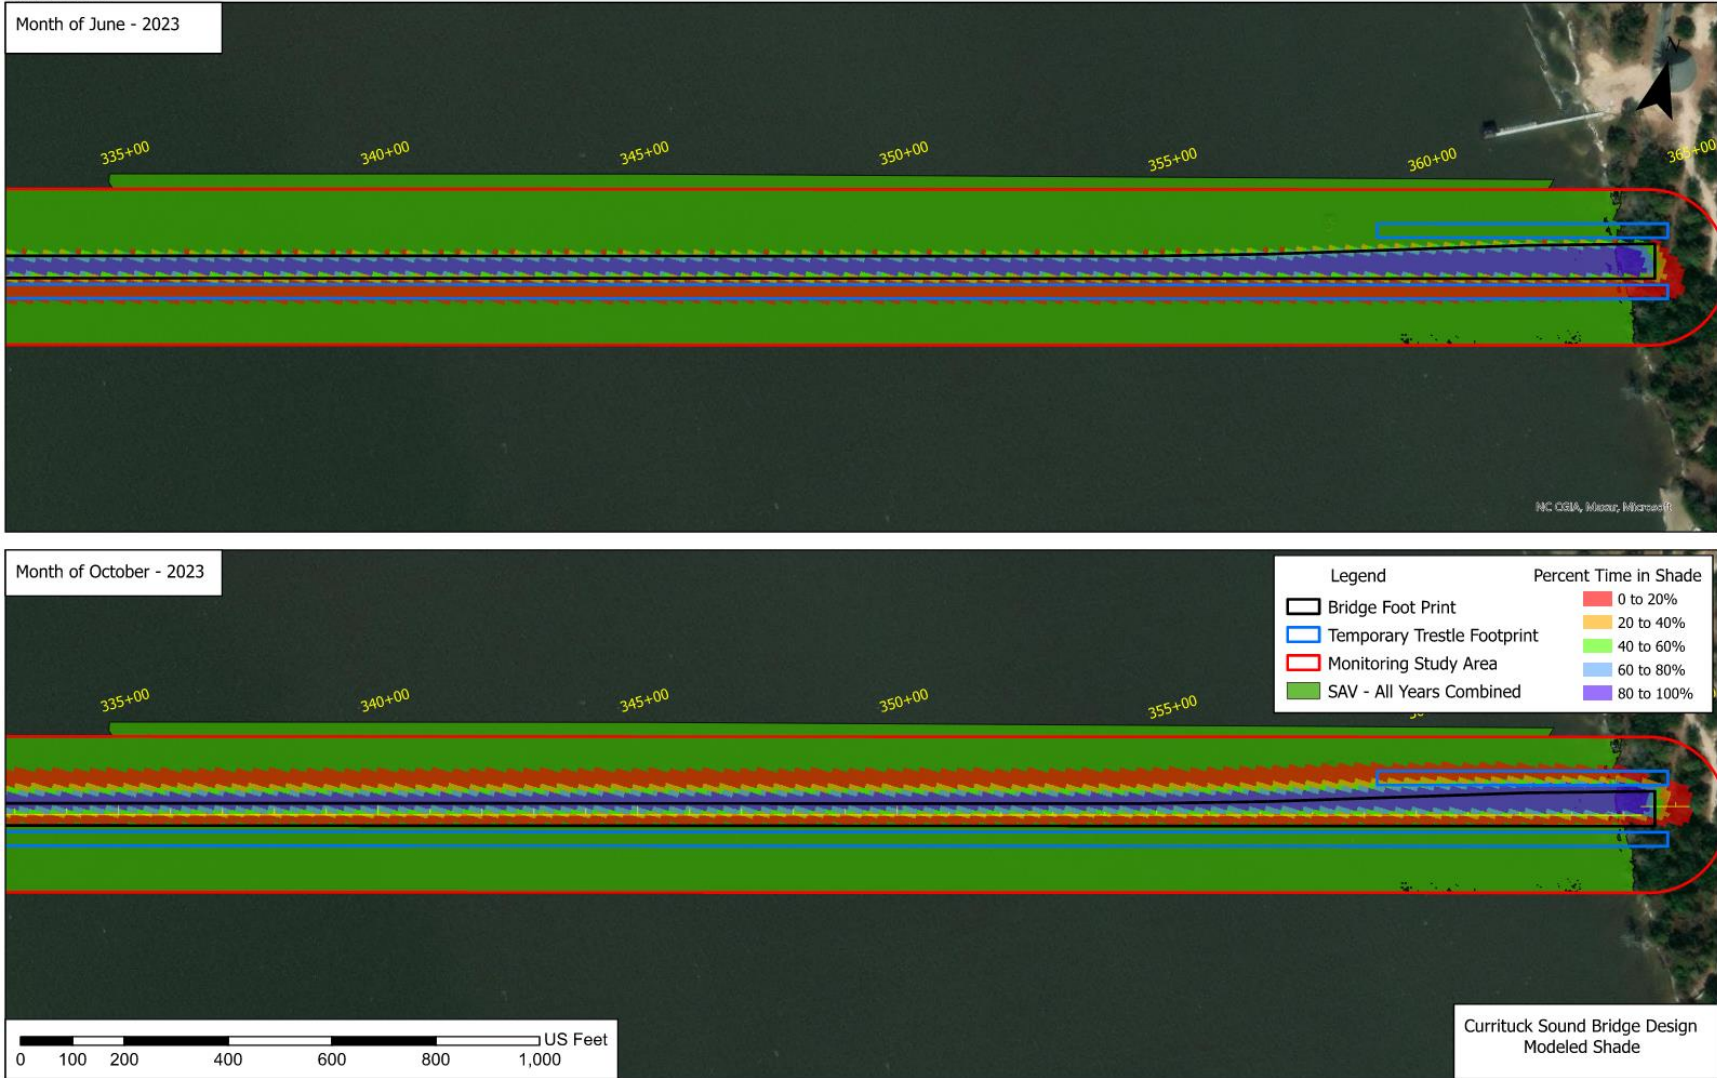 Month of June - 2023
N
335+00
340+00
345+00
350+00
355+00
360+00
365+00
NC CGIA, Maxar, Microsoft
Month of October - 2023
Legend
Bridge Foot Print
Temporary Trestle Footprint
Monitoring Study Area
SAV - All Years Combined
Percent Time in Shade
0 to 20%
20 to 40%
40 to 60%
60 to 80%
80 to 100%
335+00
340+00
345+00
350+00
355+00
US Feet
0 100 200 400 600 800 1,000
Currituck Sound Bridge Design
Modeled Shade